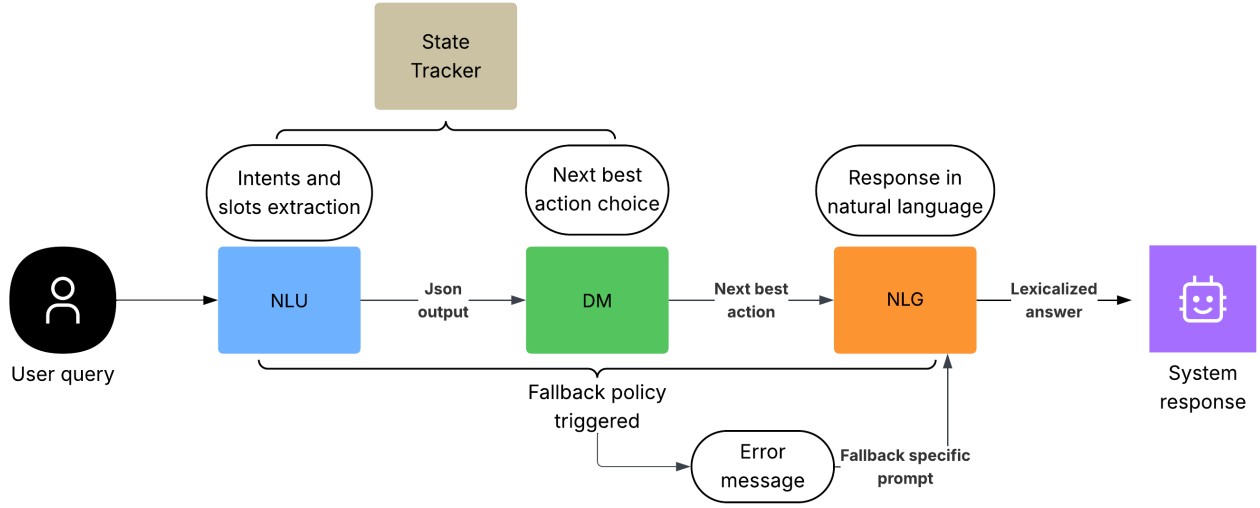 State
Tracker
Intents and
slots extraction
Next best
action choice
Response in
natural language
NLU
Json
output
DM
Next best
action
NLG
Lexicalized
answer
User query
System
response
Fallback policy
triggered
Error
message
Fallback specific
prompt